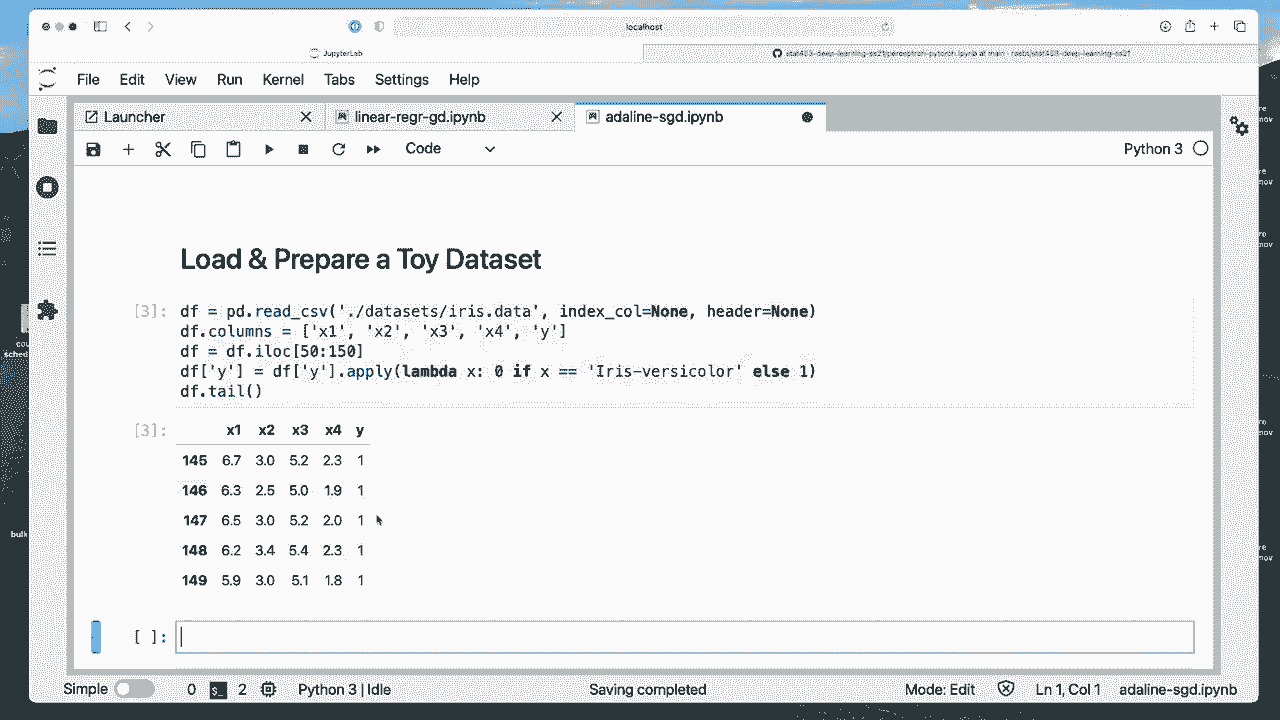 localhost
JupyterLab
stat453-deep-learning-ss21/perceptron-pytorch.ipynb at main · rasbt/stat453-deep-learning-ss21
File Edit View Run Kernel Tabs Settings Help
Launcher
linear-regr-gd.ipynb
adaline-sgd.ipynb
Code
Python 3
Load & Prepare a Toy Dataset
[3]: df = pd.read_csv('./datasets/iris.data', index_col=None, header=None)
df.columns = ['x1', 'x2', 'x3', 'x4', 'y']
df = df.iloc[50:150]
df['y'] = df['y'].apply(lambda x: 0 if x == 'Iris-versicolor' else 1)
df.tail()
[3]: x1 x2 x3 x4 y
145 6.7 3.0 5.2 2.3 1
146 6.3 2.5 5.0 1.9 1
147 6.5 3.0 5.2 2.0 1
148 6.2 3.4 5.4 2.3 1
149 5.9 3.0 5.1 1.8 1
[ ]:
Simple 0 $_ 2 Python 3 | Idle Saving completed Mode: Edit Ln 1, Col 1 adaline-sgd.ipynb